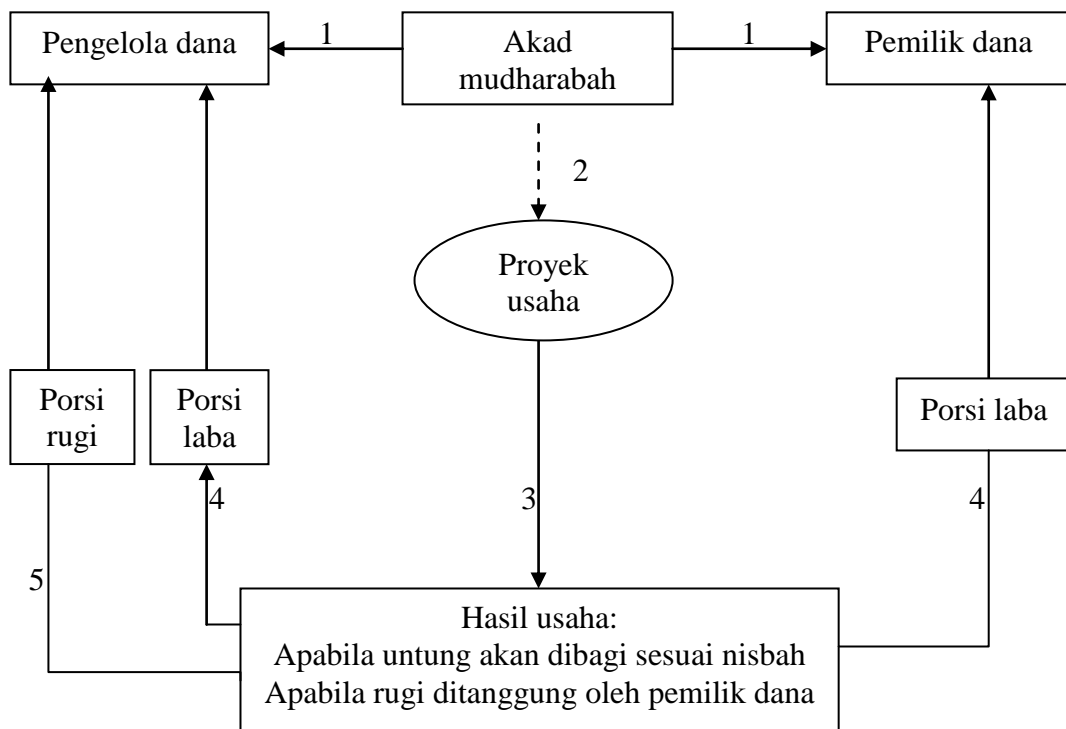 Pengelola dana
1
Akad
mudharabah
1
Pemilik dana
2
Proyek
usaha
Porsi
rugi
Porsi
laba
Porsi laba
4
3
4
5
Hasil usaha:
Apabila untung akan dibagi sesuai nisbah
Apabila rugi ditanggung oleh pemilik dana